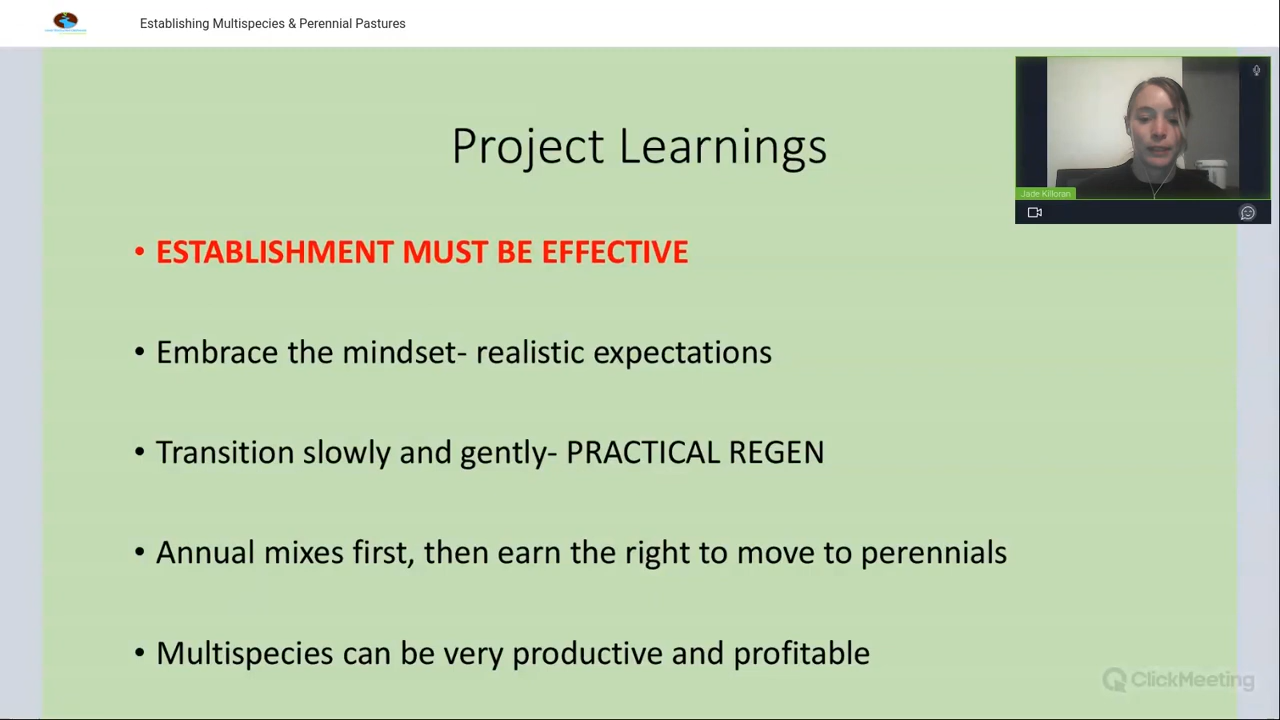 Establishing Multispecies & Perennial Pastures
Project Learnings
Jade Killoran
• ESTABLISHMENT MUST BE EFFECTIVE
• Embrace the mindset- realistic expectations
• Transition slowly and gently- PRACTICAL REGEN
• Annual mixes first, then earn the right to move to perennials
• Multispecies can be very productive and profitable
ClickMeeting